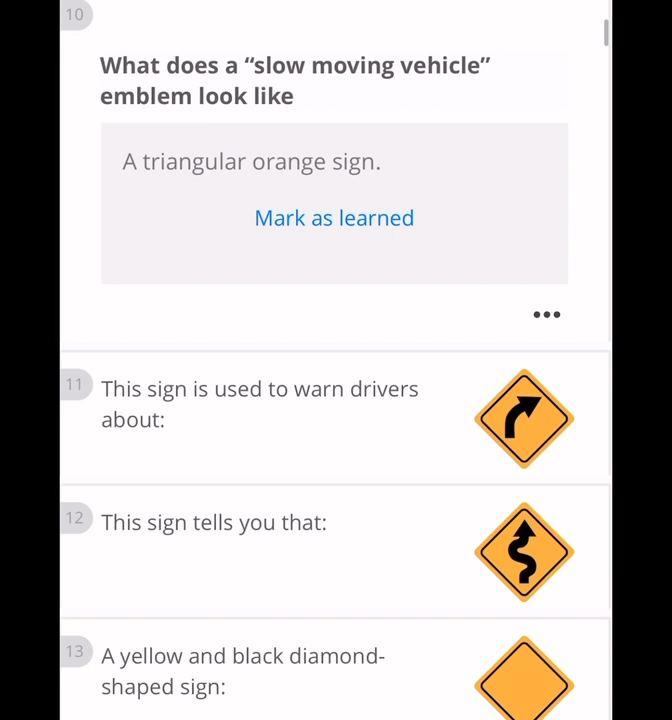 10
What does a “slow moving vehicle”
emblem look like
A triangular orange sign.
Mark as learned
11
This sign is used to warn drivers
about:
12
This sign tells you that:
13
A yellow and black diamond-
shaped sign: